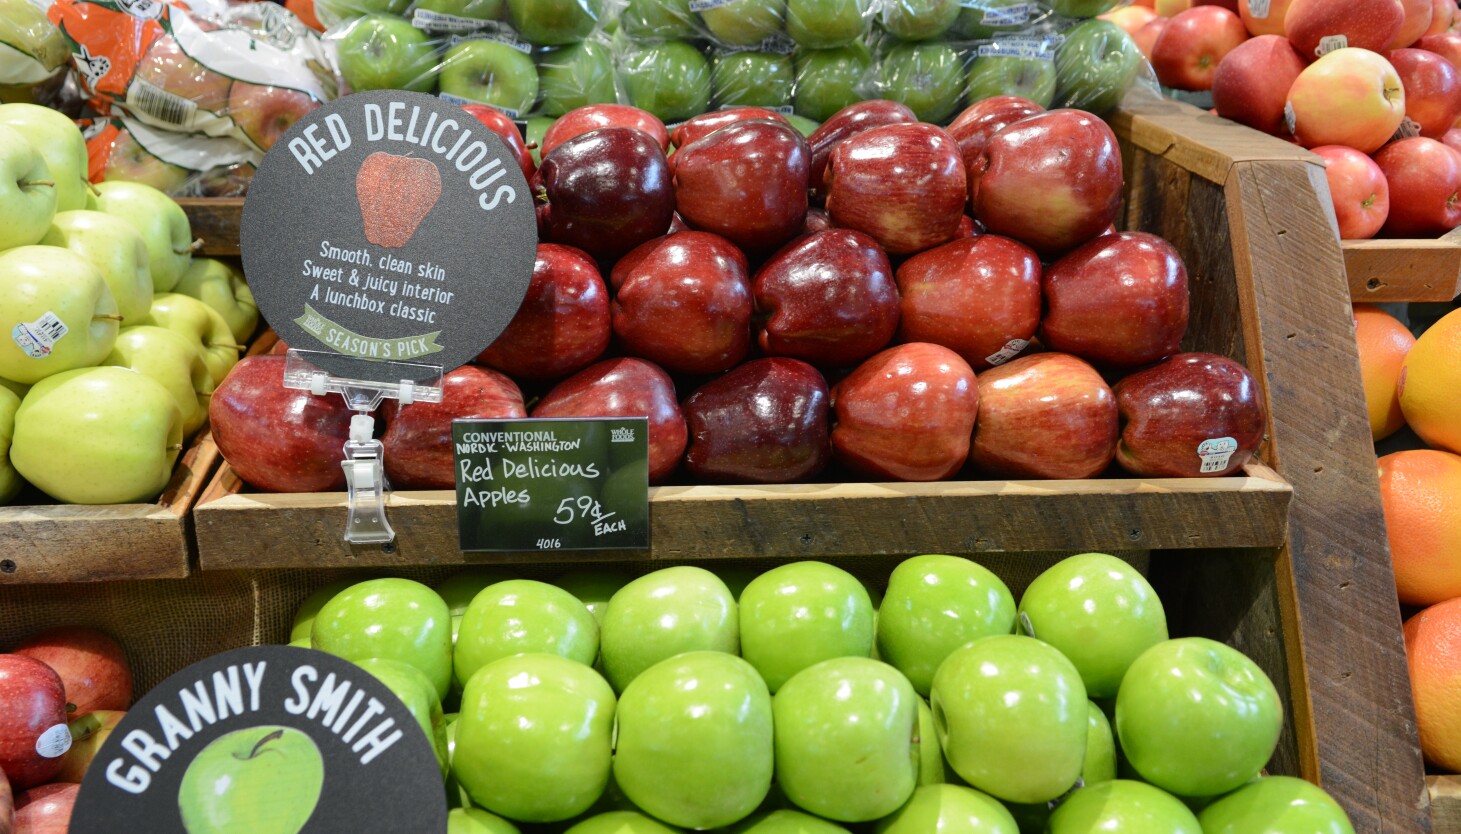 RED DELICIOUS
Smooth, clean skin
Sweet & juicy interior
A lunchbox classic
SEASON'S PICK
CONVENTIONAL
WHOLE
FOODS
NORDIC · WASHINGTON
Red Delicious
Apples
59¢
EACH
4016
GRANNY SMITH